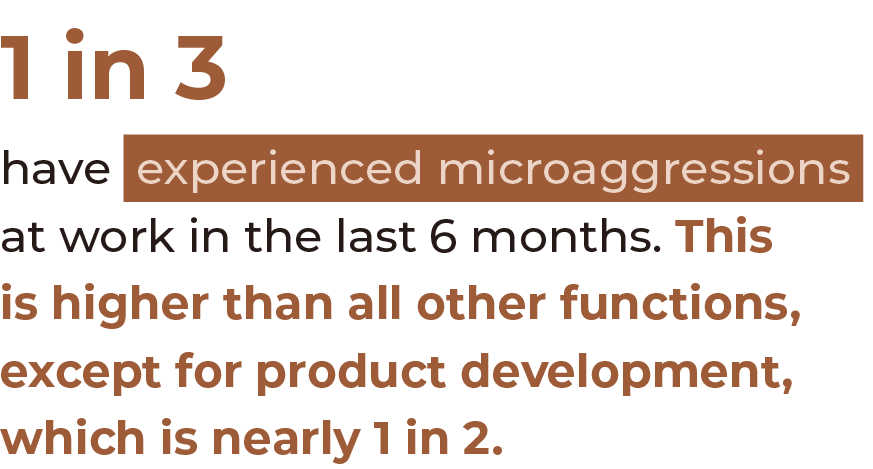 1 in 3
have experienced microaggressions
at work in the last 6 months. This
is higher than all other functions,
except for product development,
which is nearly 1 in 2.